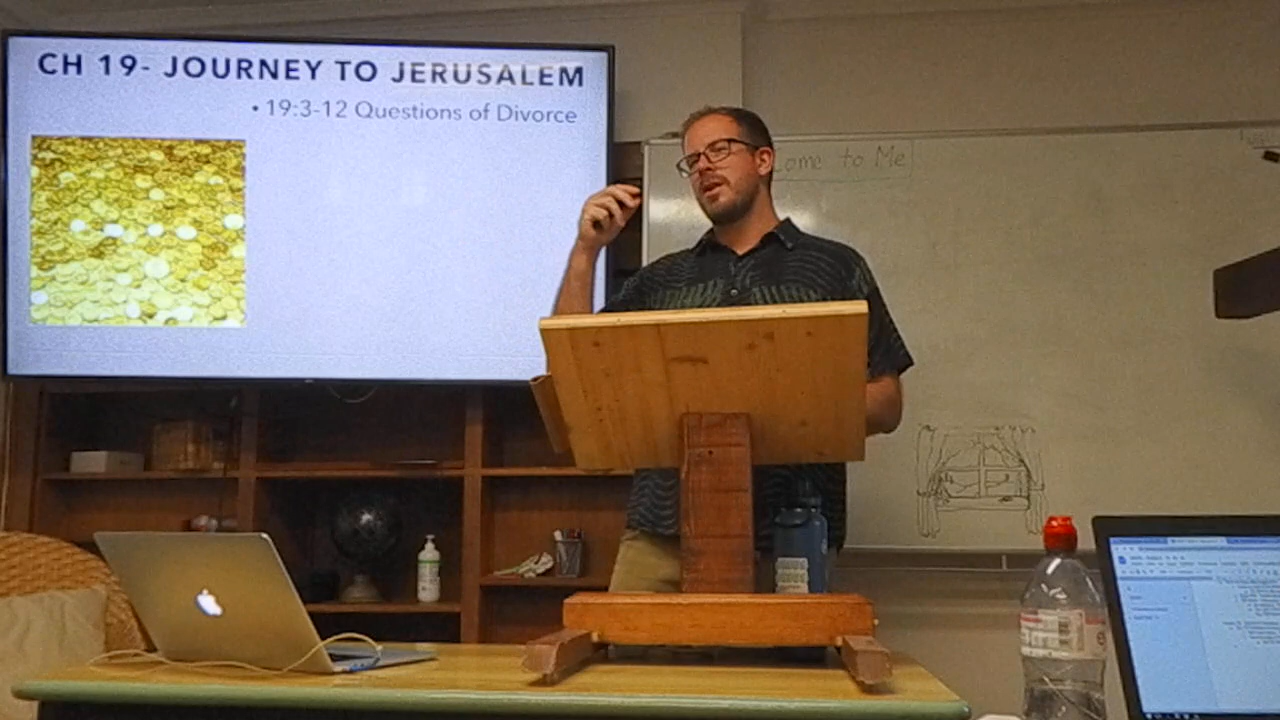 CH 19- JOURNEY TO JERUSALEM
• 19:3-12 Questions of Divorce
ome to Me